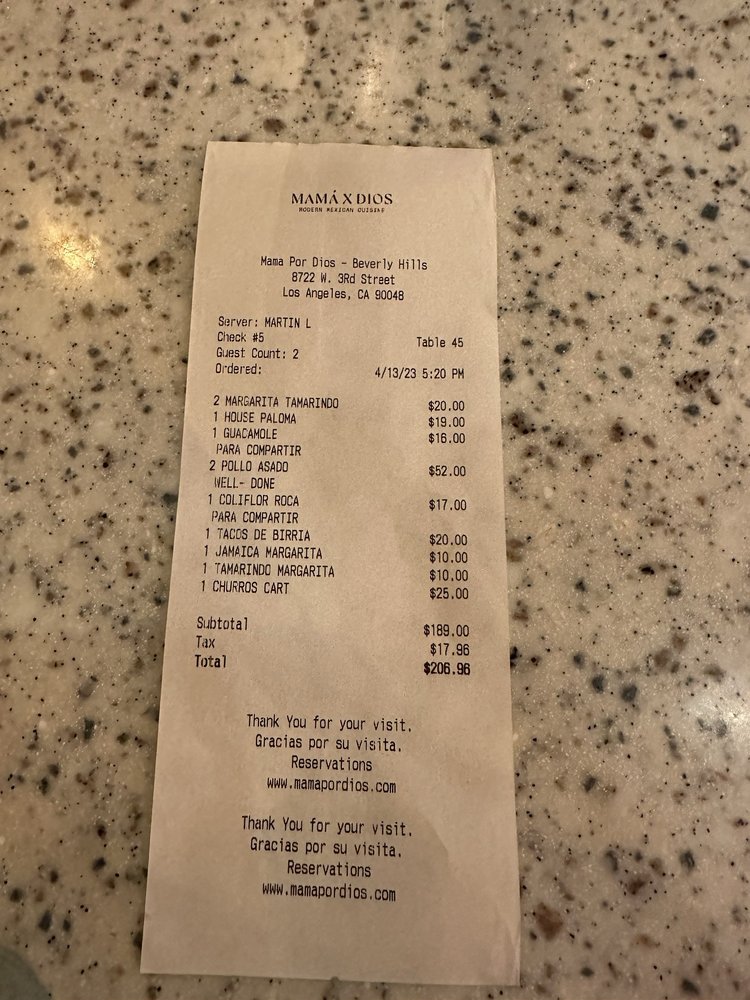 MAMÁ X DIOS
MODERN MEXICAN CUISINE
Mama Por Dios - Beverly Hills
8722 W. 3Rd Street
Los Angeles, CA 90048
Server: MARTIN L
Check #5 Table 45
Guest Count: 2
Ordered: 4/13/23 5:20 PM
2 MARGARITA TAMARINDO $20.00
1 HOUSE PALOMA $19.00
1 GUACAMOLE $16.00
PARA COMPARTIR
2 POLLO ASADO $52.00
WELL- DONE
1 COLIFLOR ROCA $17.00
PARA COMPARTIR
1 TACOS DE BIRRIA $20.00
1 JAMAICA MARGARITA $10.00
1 TAMARINDO MARGARITA $10.00
1 CHURROS CART $25.00
Subtotal $189.00
Tax $17.96
Total $206.96
Thank You for your visit.
Gracias por su visita.
Reservations
www.mamapordios.com
Thank You for your visit.
Gracias por su visita.
Reservations
www.mamapordios.com